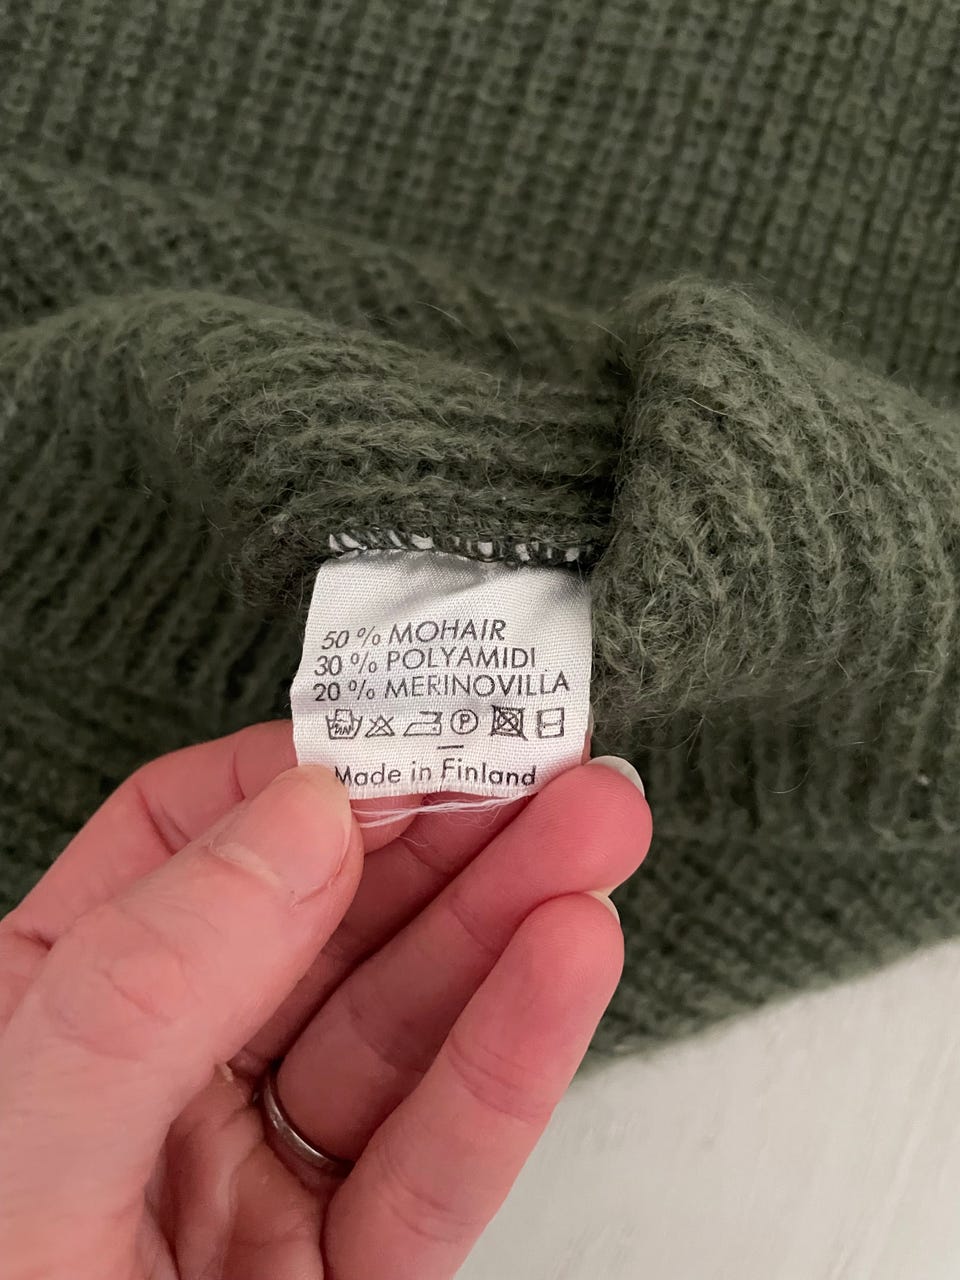 50 % MOHAIR
30 % POLYAMIDI
20 % MERINOVILLA
P
Made in Finland